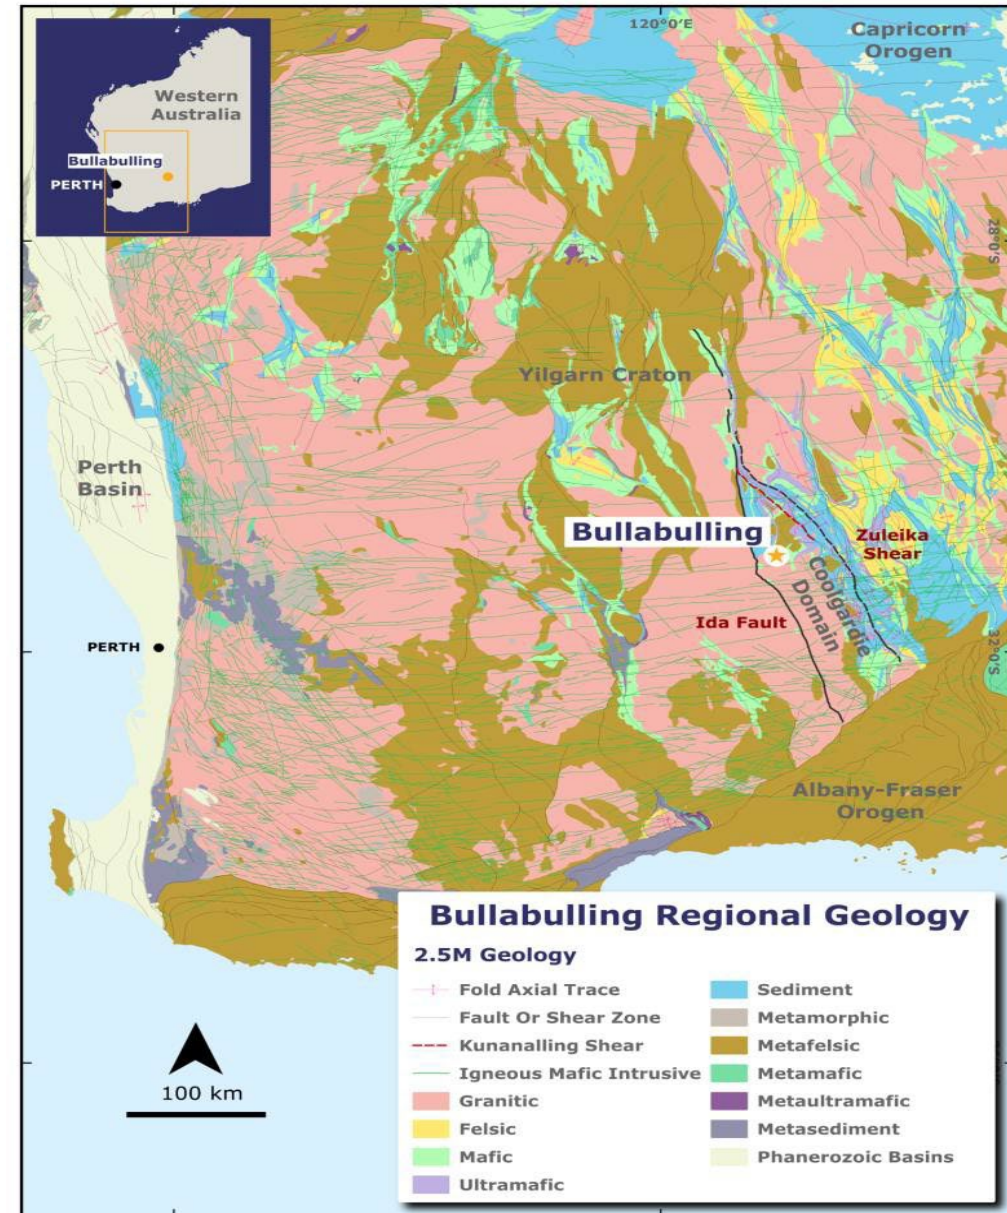 120°0'E
Capricorn
Orogen
Western
Australia
Bullabulling
PERTH
28°0'S
Yilgarn Craton
Perth
Basin
Bullabulling
Zuleika
Shear
Coolgardie
Domain
Ida Fault
PERTH
32°0'S
Albany-Fraser
Orogen
Bullabulling Regional Geology
2.5M Geology
Fold Axial Trace
Fault Or Shear Zone
Kunanalling Shear
Igneous Mafic Intrusive
Granitic
Felsic
Mafic
Ultramafic
Sediment
Metamorphic
Metafelsic
Metamafic
Metaultramafic
Metasediment
Phanerozoic Basins
100 km